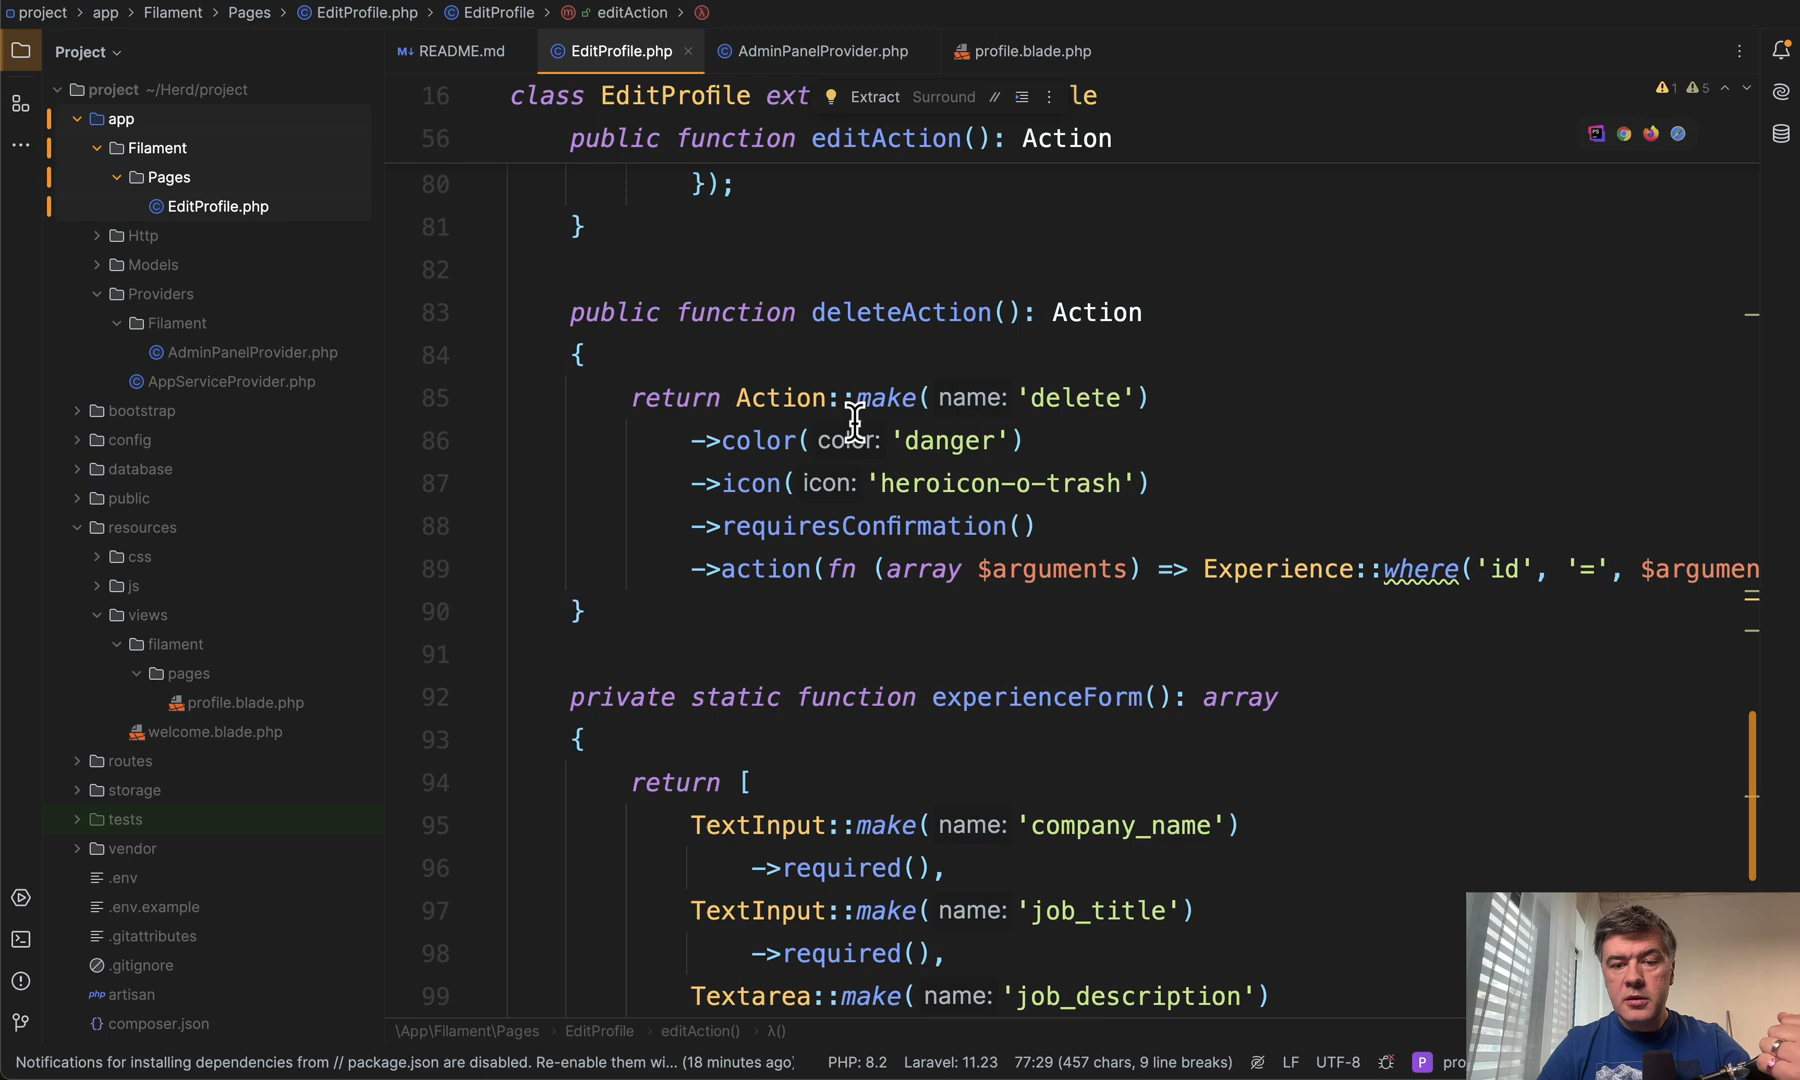 project > app > Filament > Pages > EditProfile.php > EditProfile > editAction >
Project
README.md
EditProfile.php
AdminPanelProvider.php
profile.blade.php
project ~/Herd/project
app
Filament
Pages
EditProfile.php
Http
Models
Providers
Filament
AdminPanelProvider.php
AppServiceProvider.php
bootstrap
config
database
public
resources
css
js
views
filament
pages
profile.blade.php
welcome.blade.php
routes
storage
tests
vendor
.env
.env.example
.gitattributes
.gitignore
php artisan
composer.json
16 class EditProfile ext Extract Surround // le
1 5
56 public function editAction(): Action
80 });
81 }
82
83 public function deleteAction(): Action
84 {
85 return Action::make( name: 'delete')
86 ->color( color: 'danger')
87 ->icon( icon: 'heroicon-o-trash')
88 ->requiresConfirmation()
89 ->action(fn (array $arguments) => Experience::where('id', '=', $argumen
90 }
91
92 private static function experienceForm(): array
93 {
94 return [
95 TextInput::make( name: 'company_name')
96 ->required(),
97 TextInput::make( name: 'job_title')
98 ->required(),
99 Textarea::make( name: 'job_description')
\App\Filament\Pages > EditProfile > editAction() > λ()
Notifications for installing dependencies from // package.json are disabled. Re-enable them wi... (18 minutes ago) PHP: 8.2 Laravel: 11.23 77:29 (457 chars, 9 line breaks) LF UTF-8 P pro